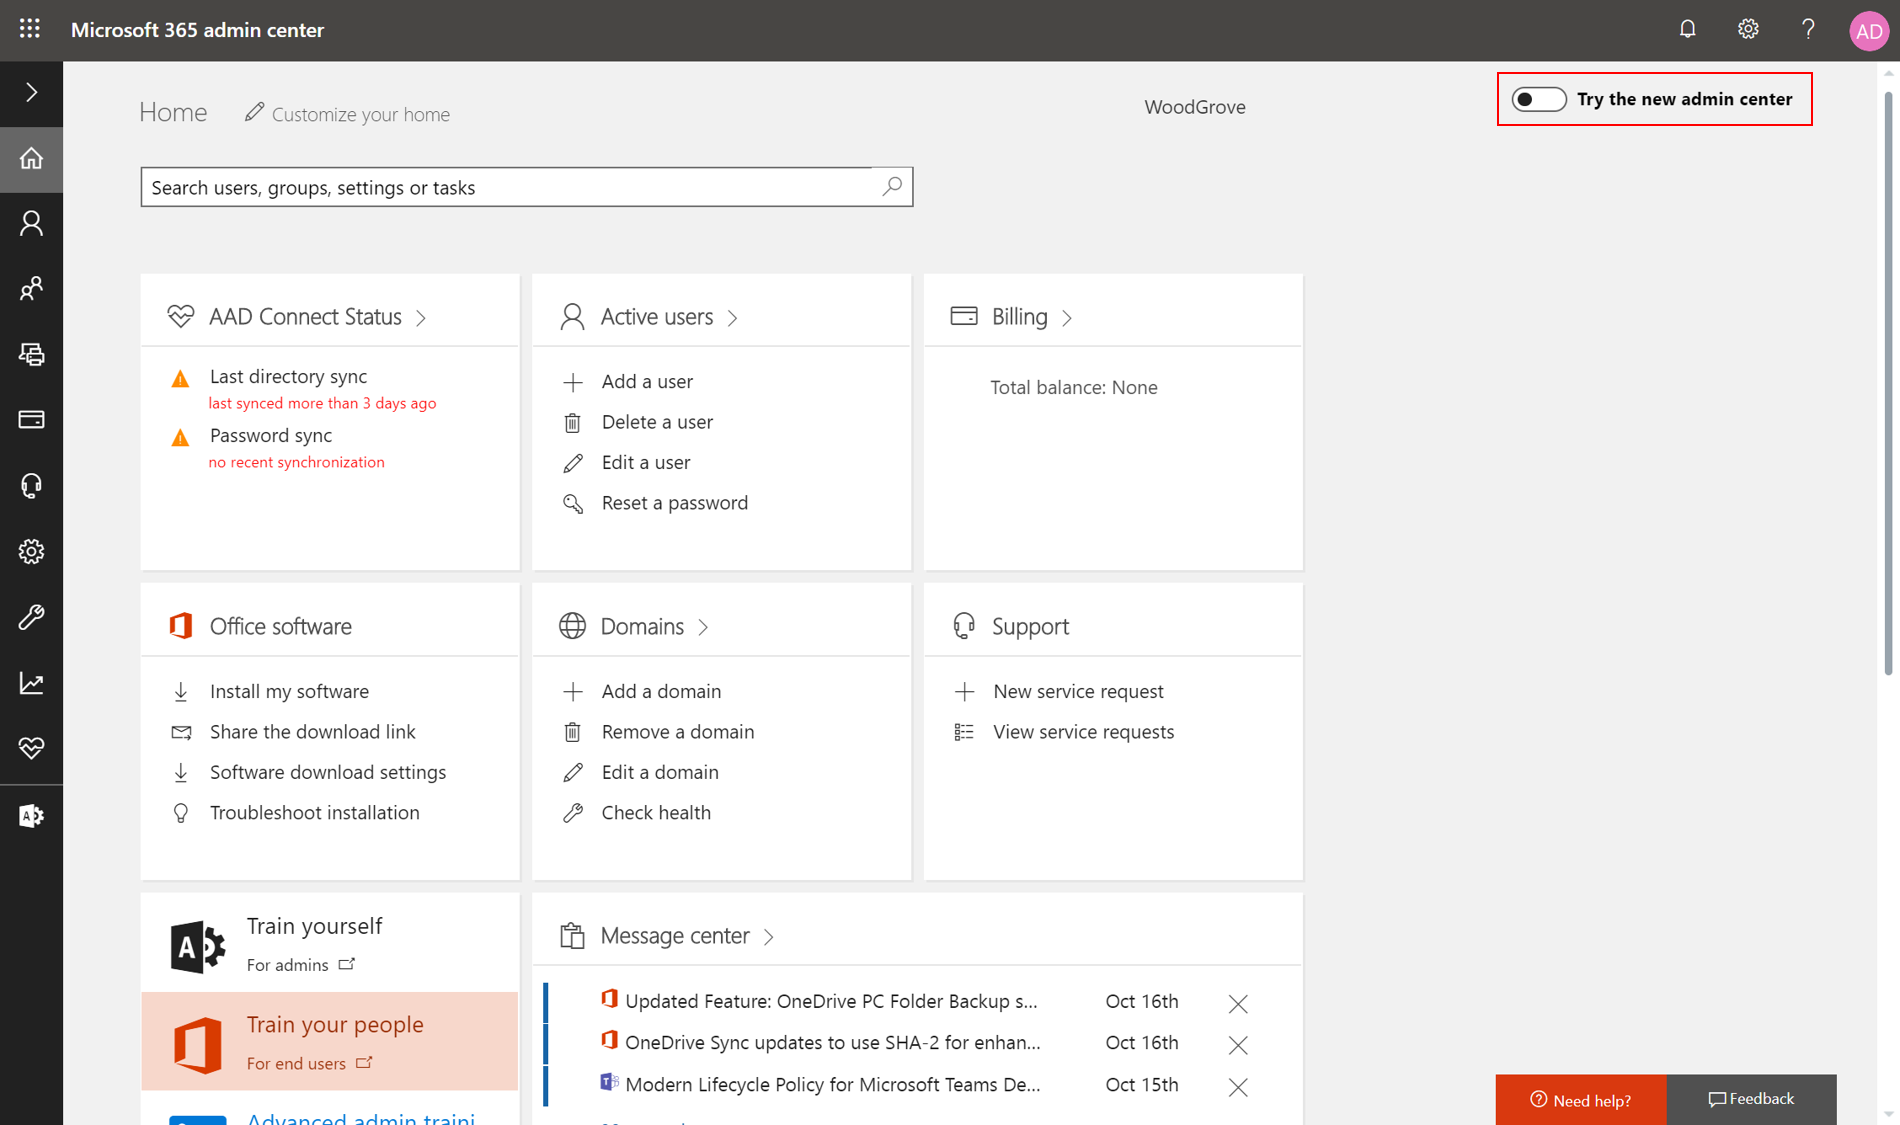 Microsoft 365 admin center
AD
Home
Customize your home
WoodGrove
Try the new admin center
Search users, groups, settings or tasks
AAD Connect Status
Last directory sync
last synced more than 3 days ago
Password sync
no recent synchronization
Active users
Add a user
Delete a user
Edit a user
Reset a password
Billing
Total balance: None
Office software
Install my software
Share the download link
Software download settings
Troubleshoot installation
Domains
Add a domain
Remove a domain
Edit a domain
Check health
Support
New service request
View service requests
Train yourself
For admins
Train your people
For end users
Advanced admin traini
Message center
Updated Feature: OneDrive PC Folder Backup s... Oct 16th
OneDrive Sync updates to use SHA-2 for enhan... Oct 16th
Modern Lifecycle Policy for Microsoft Teams De... Oct 15th
Need help?
Feedback